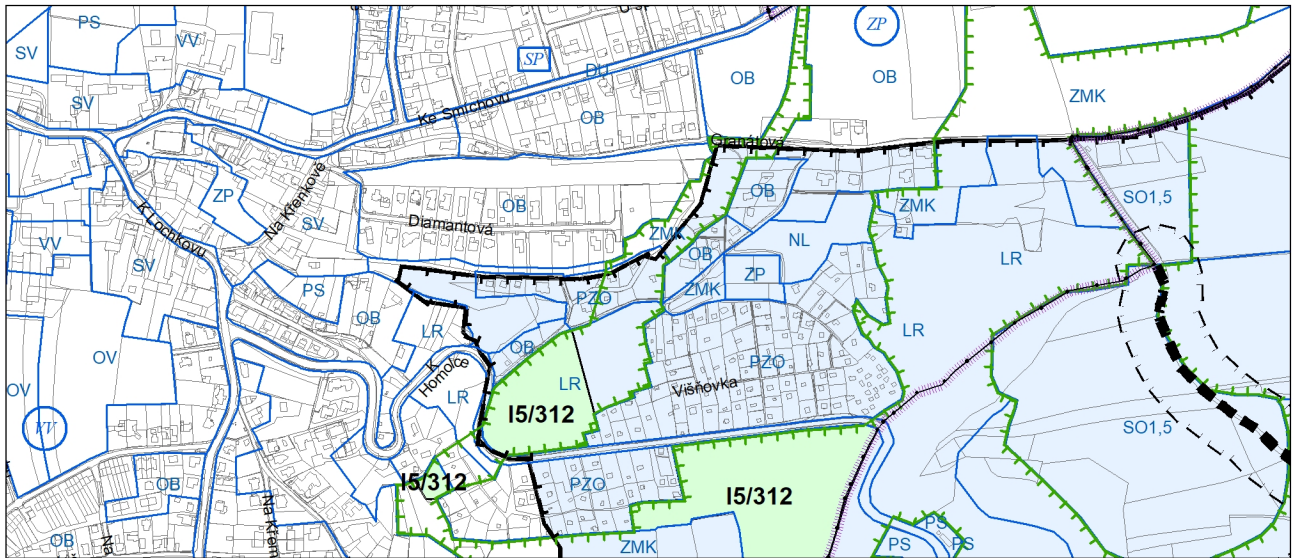 PS
SV
VV
SP
DU
ZP
OB
OB
SV
Ke Smíchovu
OB
ZMK
Granátová
K Lochkovu
ZP
Na Křenkově
SV
OB
Diamantová
OB
ZMK
SO1,5
NL
VV
SV
ZMK
OB
LR
ZP
ZMK
PS
PZO
OB
LR
LR
OV
OB
K
Homolce
PZO
OV
LR
LR
Višňovka
I5/312
VV
SO1,5
I5/312
OB
PZO
I5/312
OB
ZMK
PS
PS
PS